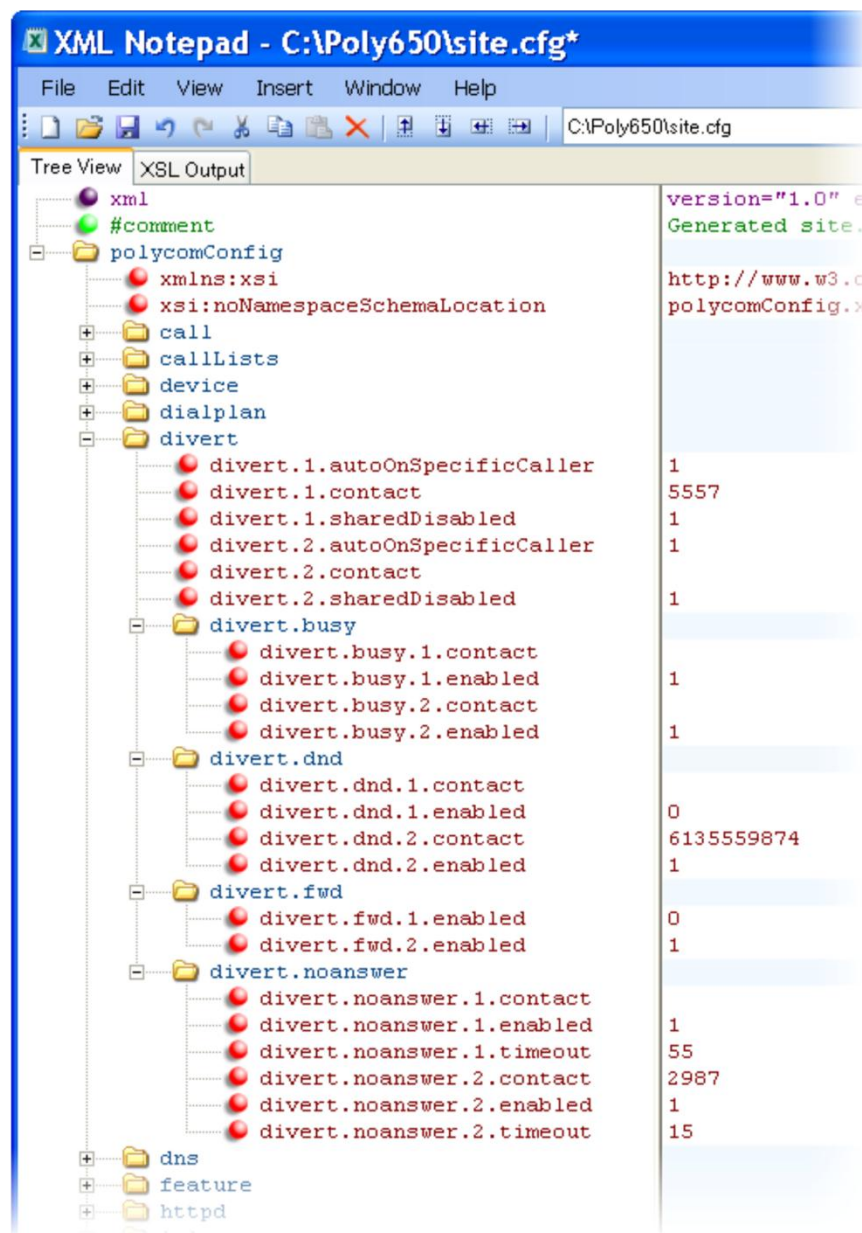 XML Notepad - C:\Poly650\site.cfg*
File Edit View Insert Window Help
C:\Poly650\site.cfg
Tree View XSL Output
xml version="1.0" e
#comment Generated site.
polycomConfig
xmlns:xsi http://www.w3.o
xsi:noNamespaceSchemaLocation polycomConfig.x
call
callLists
device
dialplan
divert
divert.1.autoOnSpecificCaller 1
divert.1.contact 5557
divert.1.sharedDisabled 1
divert.2.autoOnSpecificCaller 1
divert.2.contact
divert.2.sharedDisabled 1
divert.busy
divert.busy.1.contact
divert.busy.1.enabled 1
divert.busy.2.contact
divert.busy.2.enabled 1
divert.dnd
divert.dnd.1.contact
divert.dnd.1.enabled 0
divert.dnd.2.contact 6135559874
divert.dnd.2.enabled 1
divert.fwd
divert.fwd.1.enabled 0
divert.fwd.2.enabled 1
divert.noanswer
divert.noanswer.1.contact
divert.noanswer.1.enabled 1
divert.noanswer.1.timeout 55
divert.noanswer.2.contact 2987
divert.noanswer.2.enabled 1
divert.noanswer.2.timeout 15
dns
feature
httpd